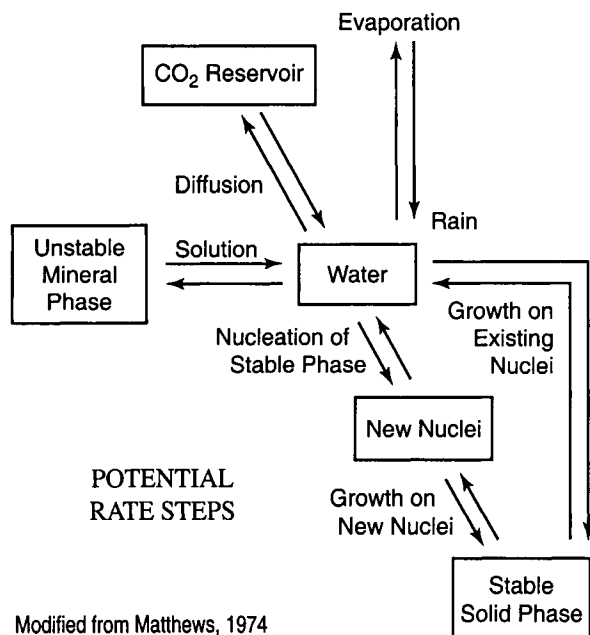 Evaporation
CO₂ Reservoir
Diffusion
Rain
Unstable
Mineral
Phase
Solution
Water
Nucleation of
Stable Phase
Growth on
Existing
Nuclei
New Nuclei
POTENTIAL
RATE STEPS
Growth on
New Nuclei
Stable
Solid Phase
Modified from Matthews, 1974